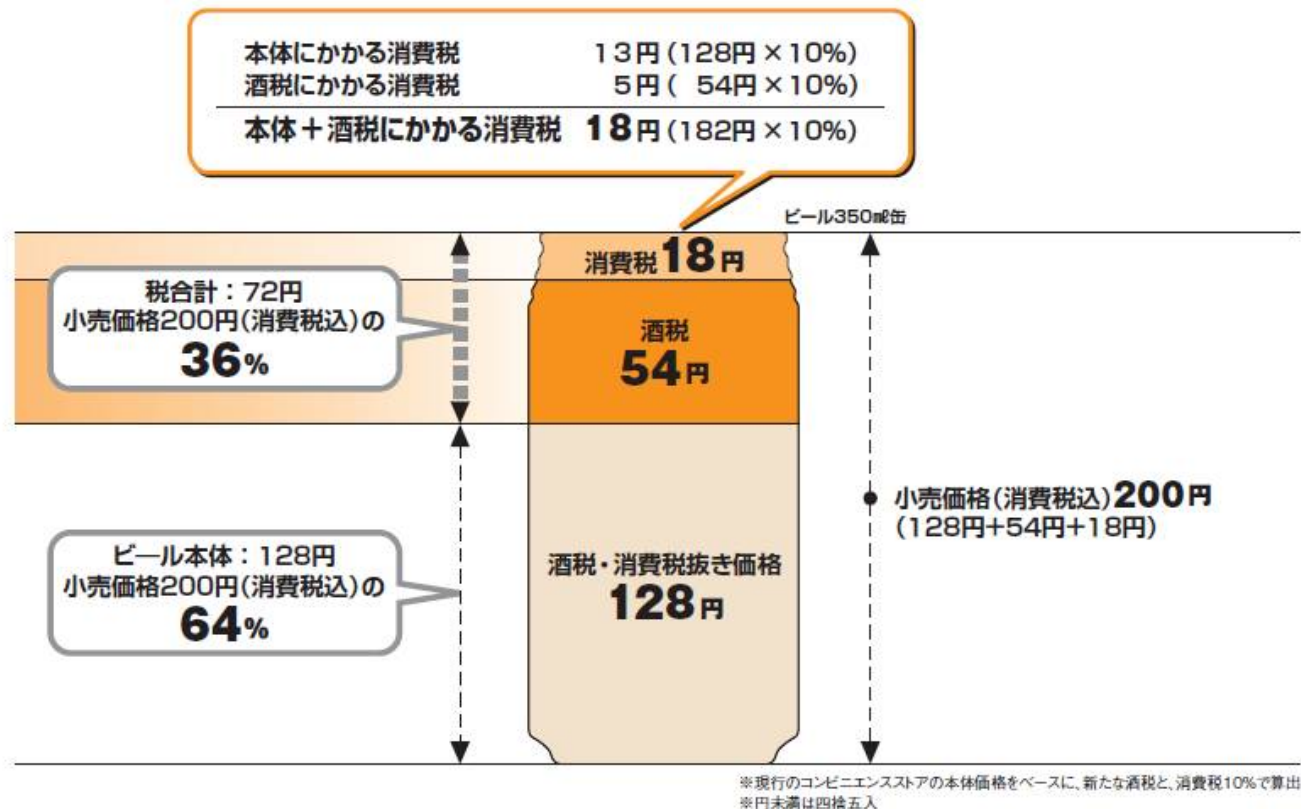 本体にかかる消費税 13円(128円×10%)
酒税にかかる消費税 5円( 54円×10%)
本体+酒税にかかる消費税 18円(182円×10%)
ビール350㎖缶
消費税18円
税合計:72円
小売価格200円(消費税込)の
36%
酒税
54円
小売価格(消費税込)200円
(128円+54円+18円)
ビール本体:128円
小売価格200円(消費税込)の
64%
酒税・消費税抜き価格
128円
※現行のコンビニエンスストアの本体価格をベースに、新たな酒税と、消費税10%で算出
※円未満は四捨五入